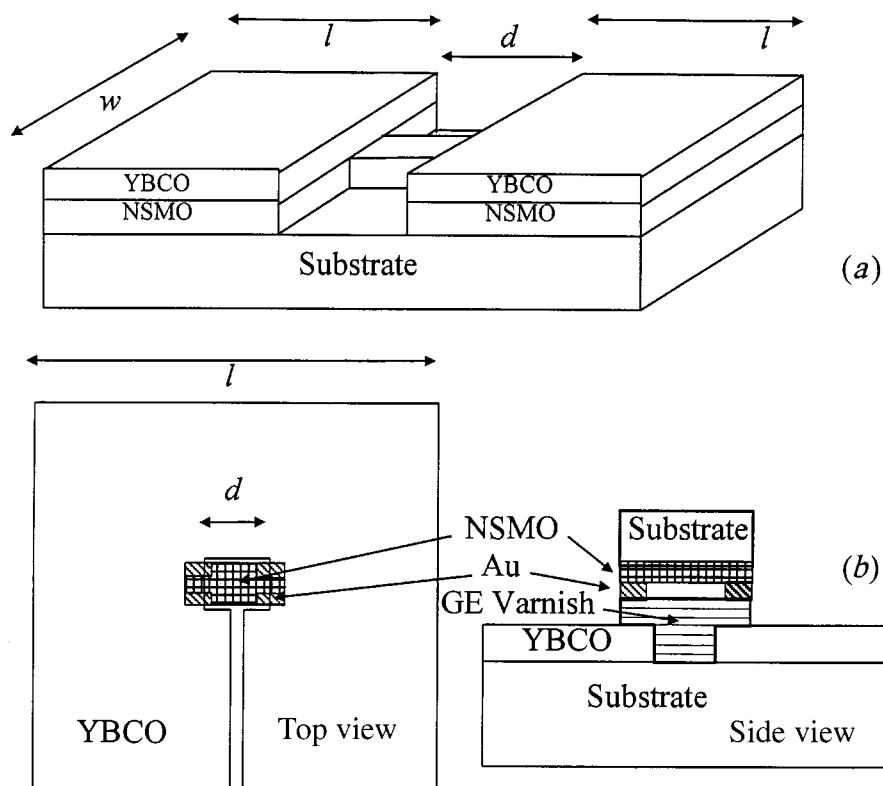 l
d
l
w
YBCO
YBCO
NSMO
NSMO
Substrate
(a)
l
d
NSMO
Substrate
Au
(b)
GE Varnish
YBCO
Substrate
YBCO
Top view
Side view